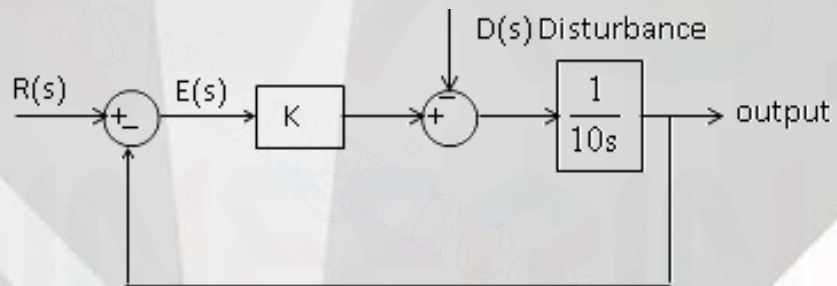 D(s) Disturbance
R(s)
E(s)
+
−
K
−
+
1
10s
output